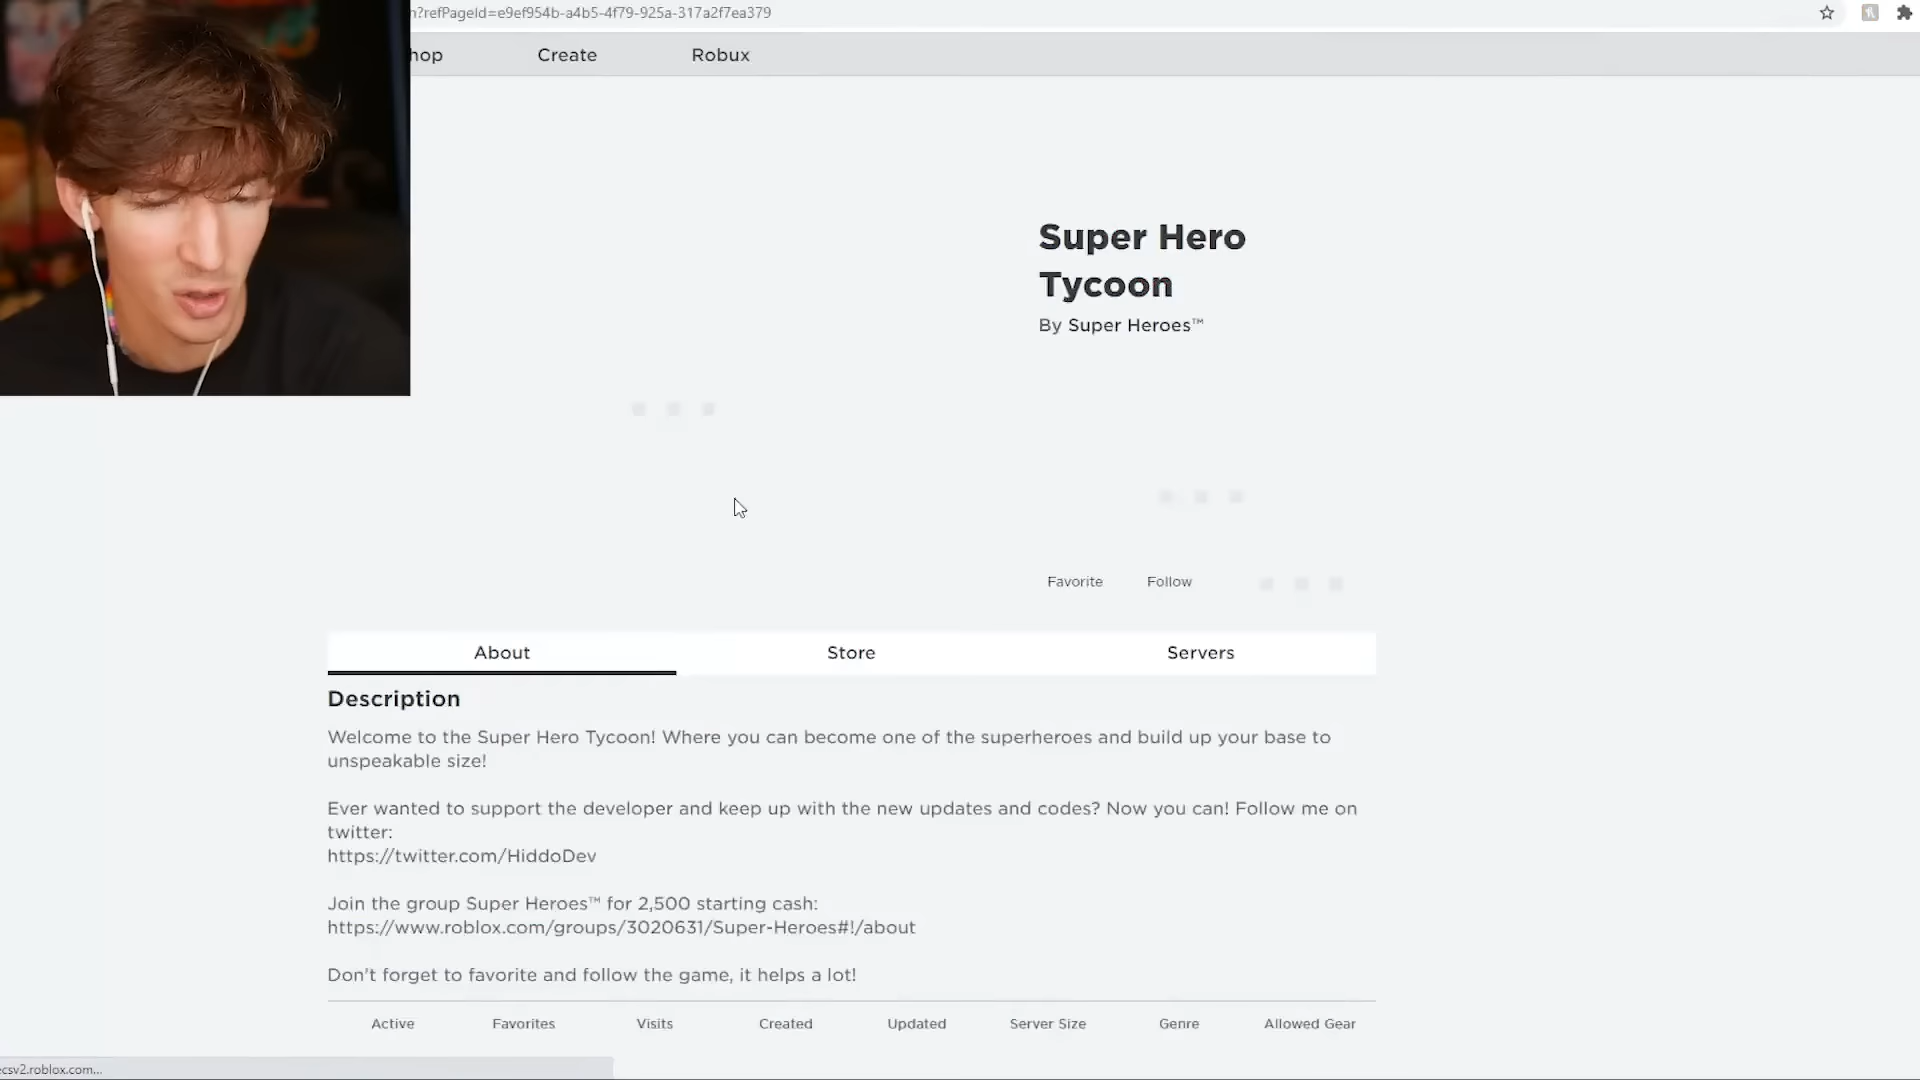 n?refPageId=e9ef954b-a4b5-4f79-925a-317a2f7ea379
hop
Create
Robux
Super Hero
Tycoon
By Super Heroes™
Favorite
Follow
About
Store
Servers
Description
Welcome to the Super Hero Tycoon! Where you can become one of the superheroes and build up your base to
unspeakable size!
Ever wanted to support the developer and keep up with the new updates and codes? Now you can! Follow me on
twitter:
https://twitter.com/HiddoDev
Join the group Super Heroes™ for 2,500 starting cash:
https://www.roblox.com/groups/3020631/Super-Heroes#!/about
Don't forget to favorite and follow the game, it helps a lot!
Active
Favorites
Visits
Created
Updated
Server Size
Genre
Allowed Gear
ecsv2.roblox.com...